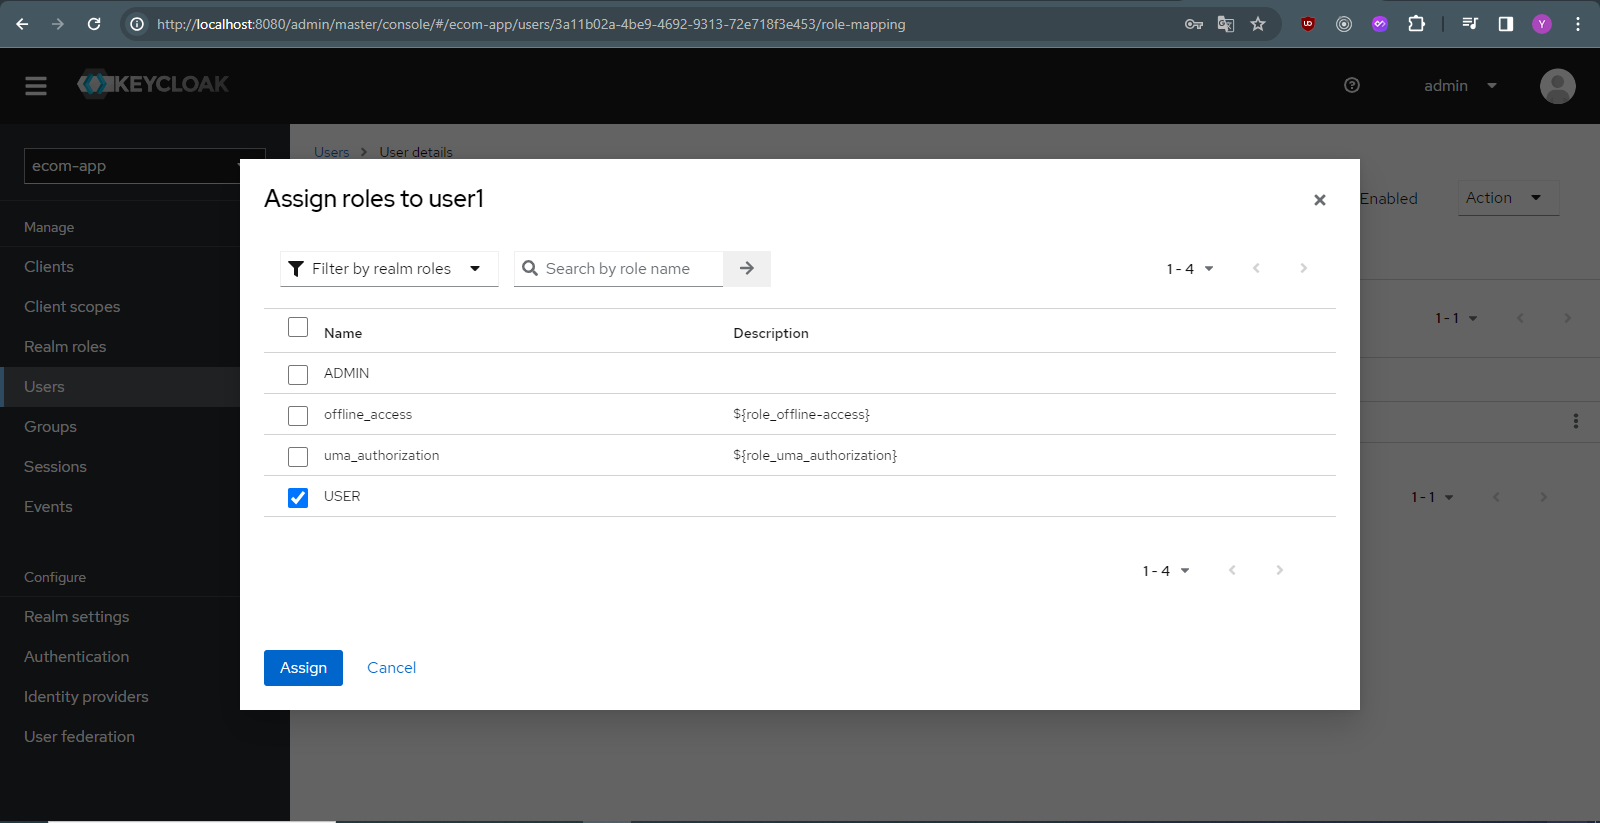 http://localhost:8080/admin/master/console/#/ecom-app/users/3a11b02a-4be9-4692-9313-72e718f3e453/role-mapping
Y
KEYCLOAK
admin
ecom-app
Manage
Clients
Client scopes
Realm roles
Users
Groups
Sessions
Events
Configure
Realm settings
Authentication
Identity providers
User federation
Users > User details
Enabled
Action
1 - 1
1 - 1
Assign roles to user1
Filter by realm roles
Search by role name
1 - 4
Name Description
ADMIN
offline_access ${role_offline-access}
uma_authorization ${role_uma_authorization}
USER
1 - 4
Assign Cancel